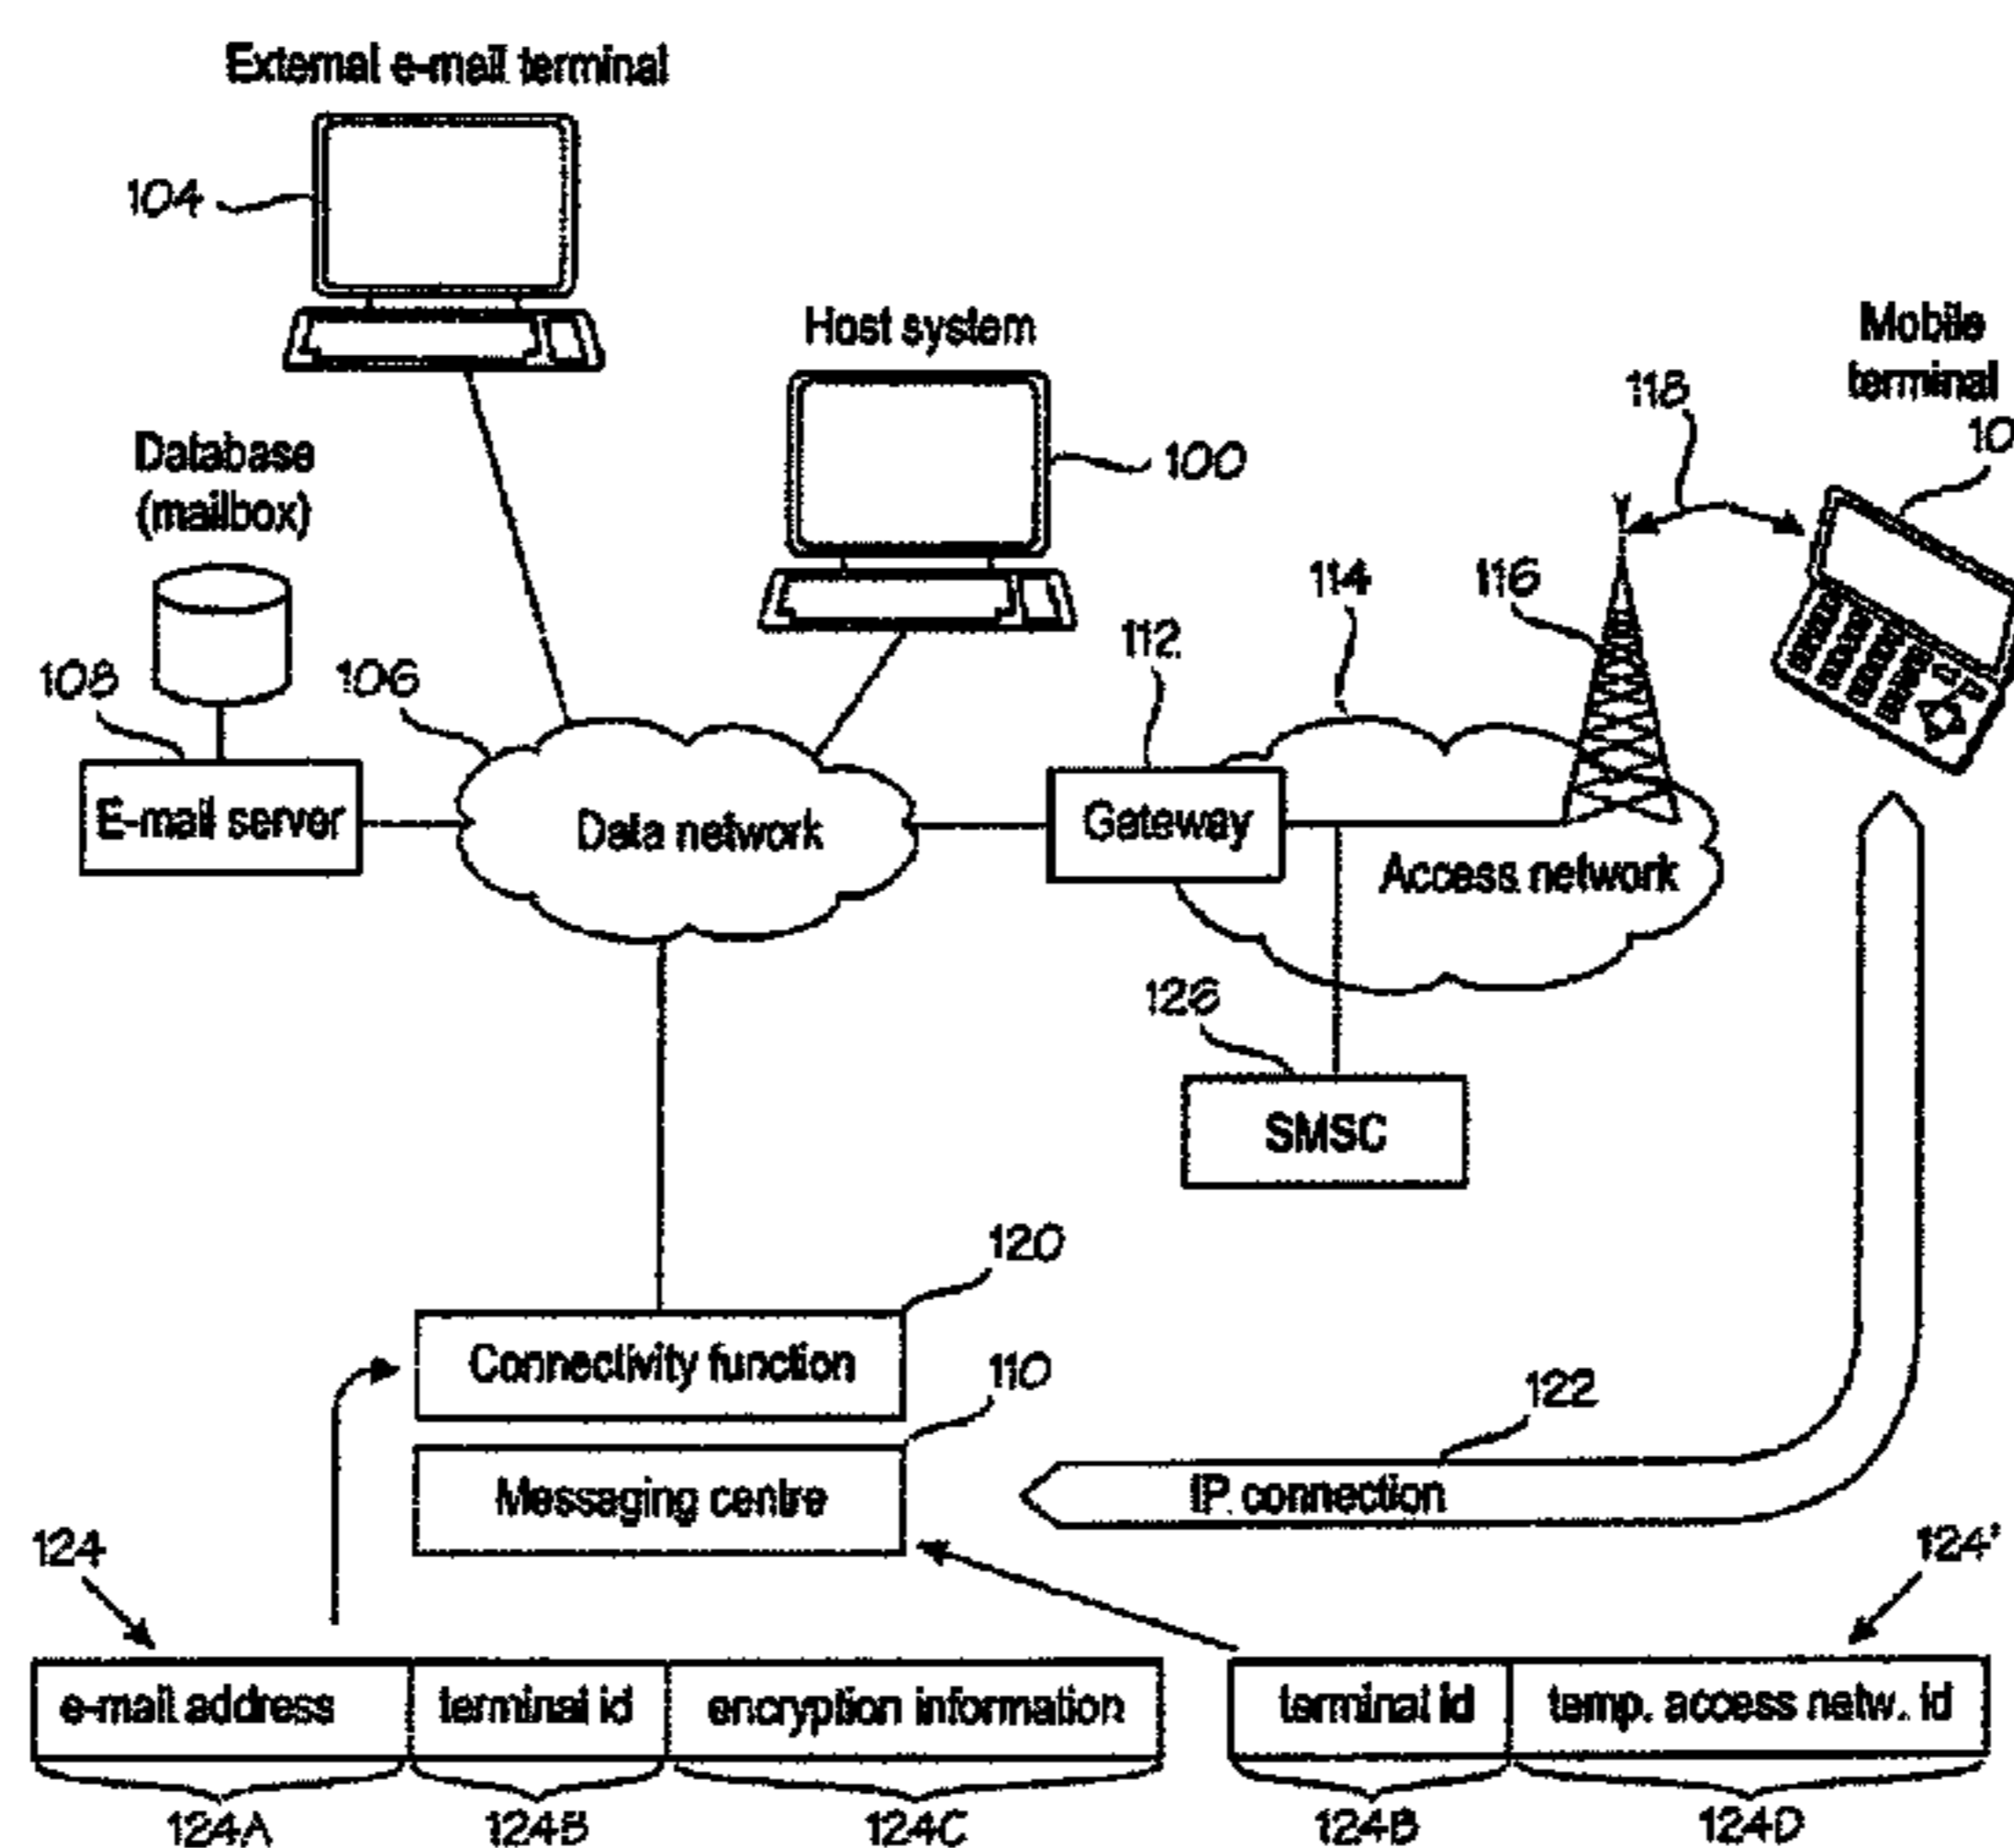 External e-mail terminal
104
Host system
100
Mobile
terminal
10
118
Database
(mailbox)
108
106
112
114
116
E-mail server
Data network
Gateway
Access network
126
SMSC
120
Connectivity function
110
Messaging centre
122
IP connection
124
124'
e-mail address
terminal id
encryption information
terminal id
temp. access netw. id
124A
124B
124C
124B
124D